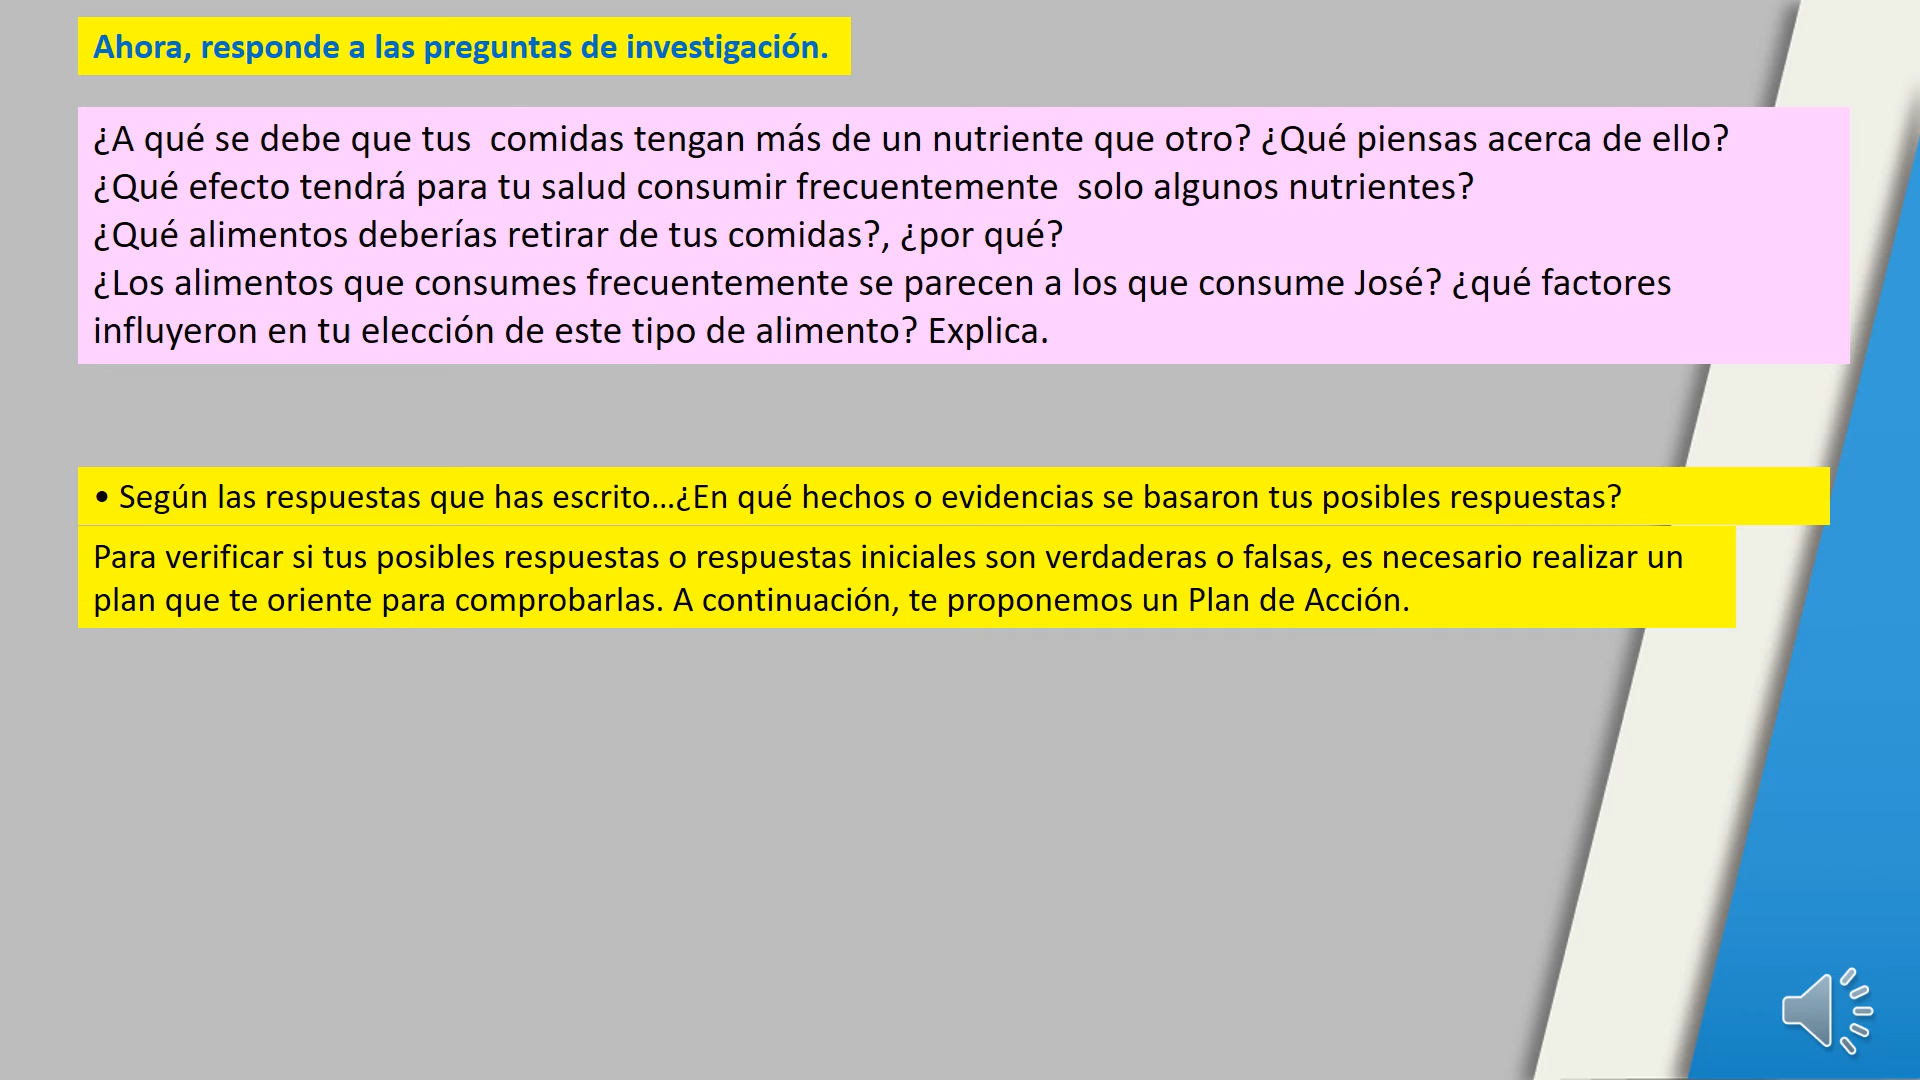 Ahora, responde a las preguntas de investigación.
¿A qué se debe que tus  comidas tengan más de un nutriente que otro? ¿Qué piensas acerca de ello?
¿Qué efecto tendrá para tu salud consumir frecuentemente  solo algunos nutrientes?
¿Qué alimentos deberías retirar de tus comidas?, ¿por qué?
¿Los alimentos que consumes frecuentemente se parecen a los que consume José? ¿qué factores
influyeron en tu elección de este tipo de alimento? Explica.
• Según las respuestas que has escrito...¿En qué hechos o evidencias se basaron tus posibles respuestas?
Para verificar si tus posibles respuestas o respuestas iniciales son verdaderas o falsas, es necesario realizar un
plan que te oriente para comprobarlas. A continuación, te proponemos un Plan de Acción.